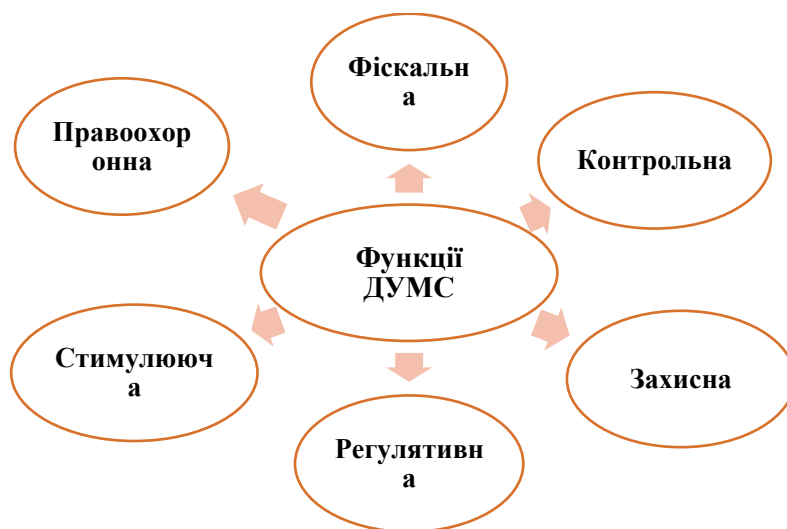 Фіскальн
а
Правоохор
онна
Контрольна
Функції
ДУМС
Стимулююч
а
Захисна
Регулятивн
а